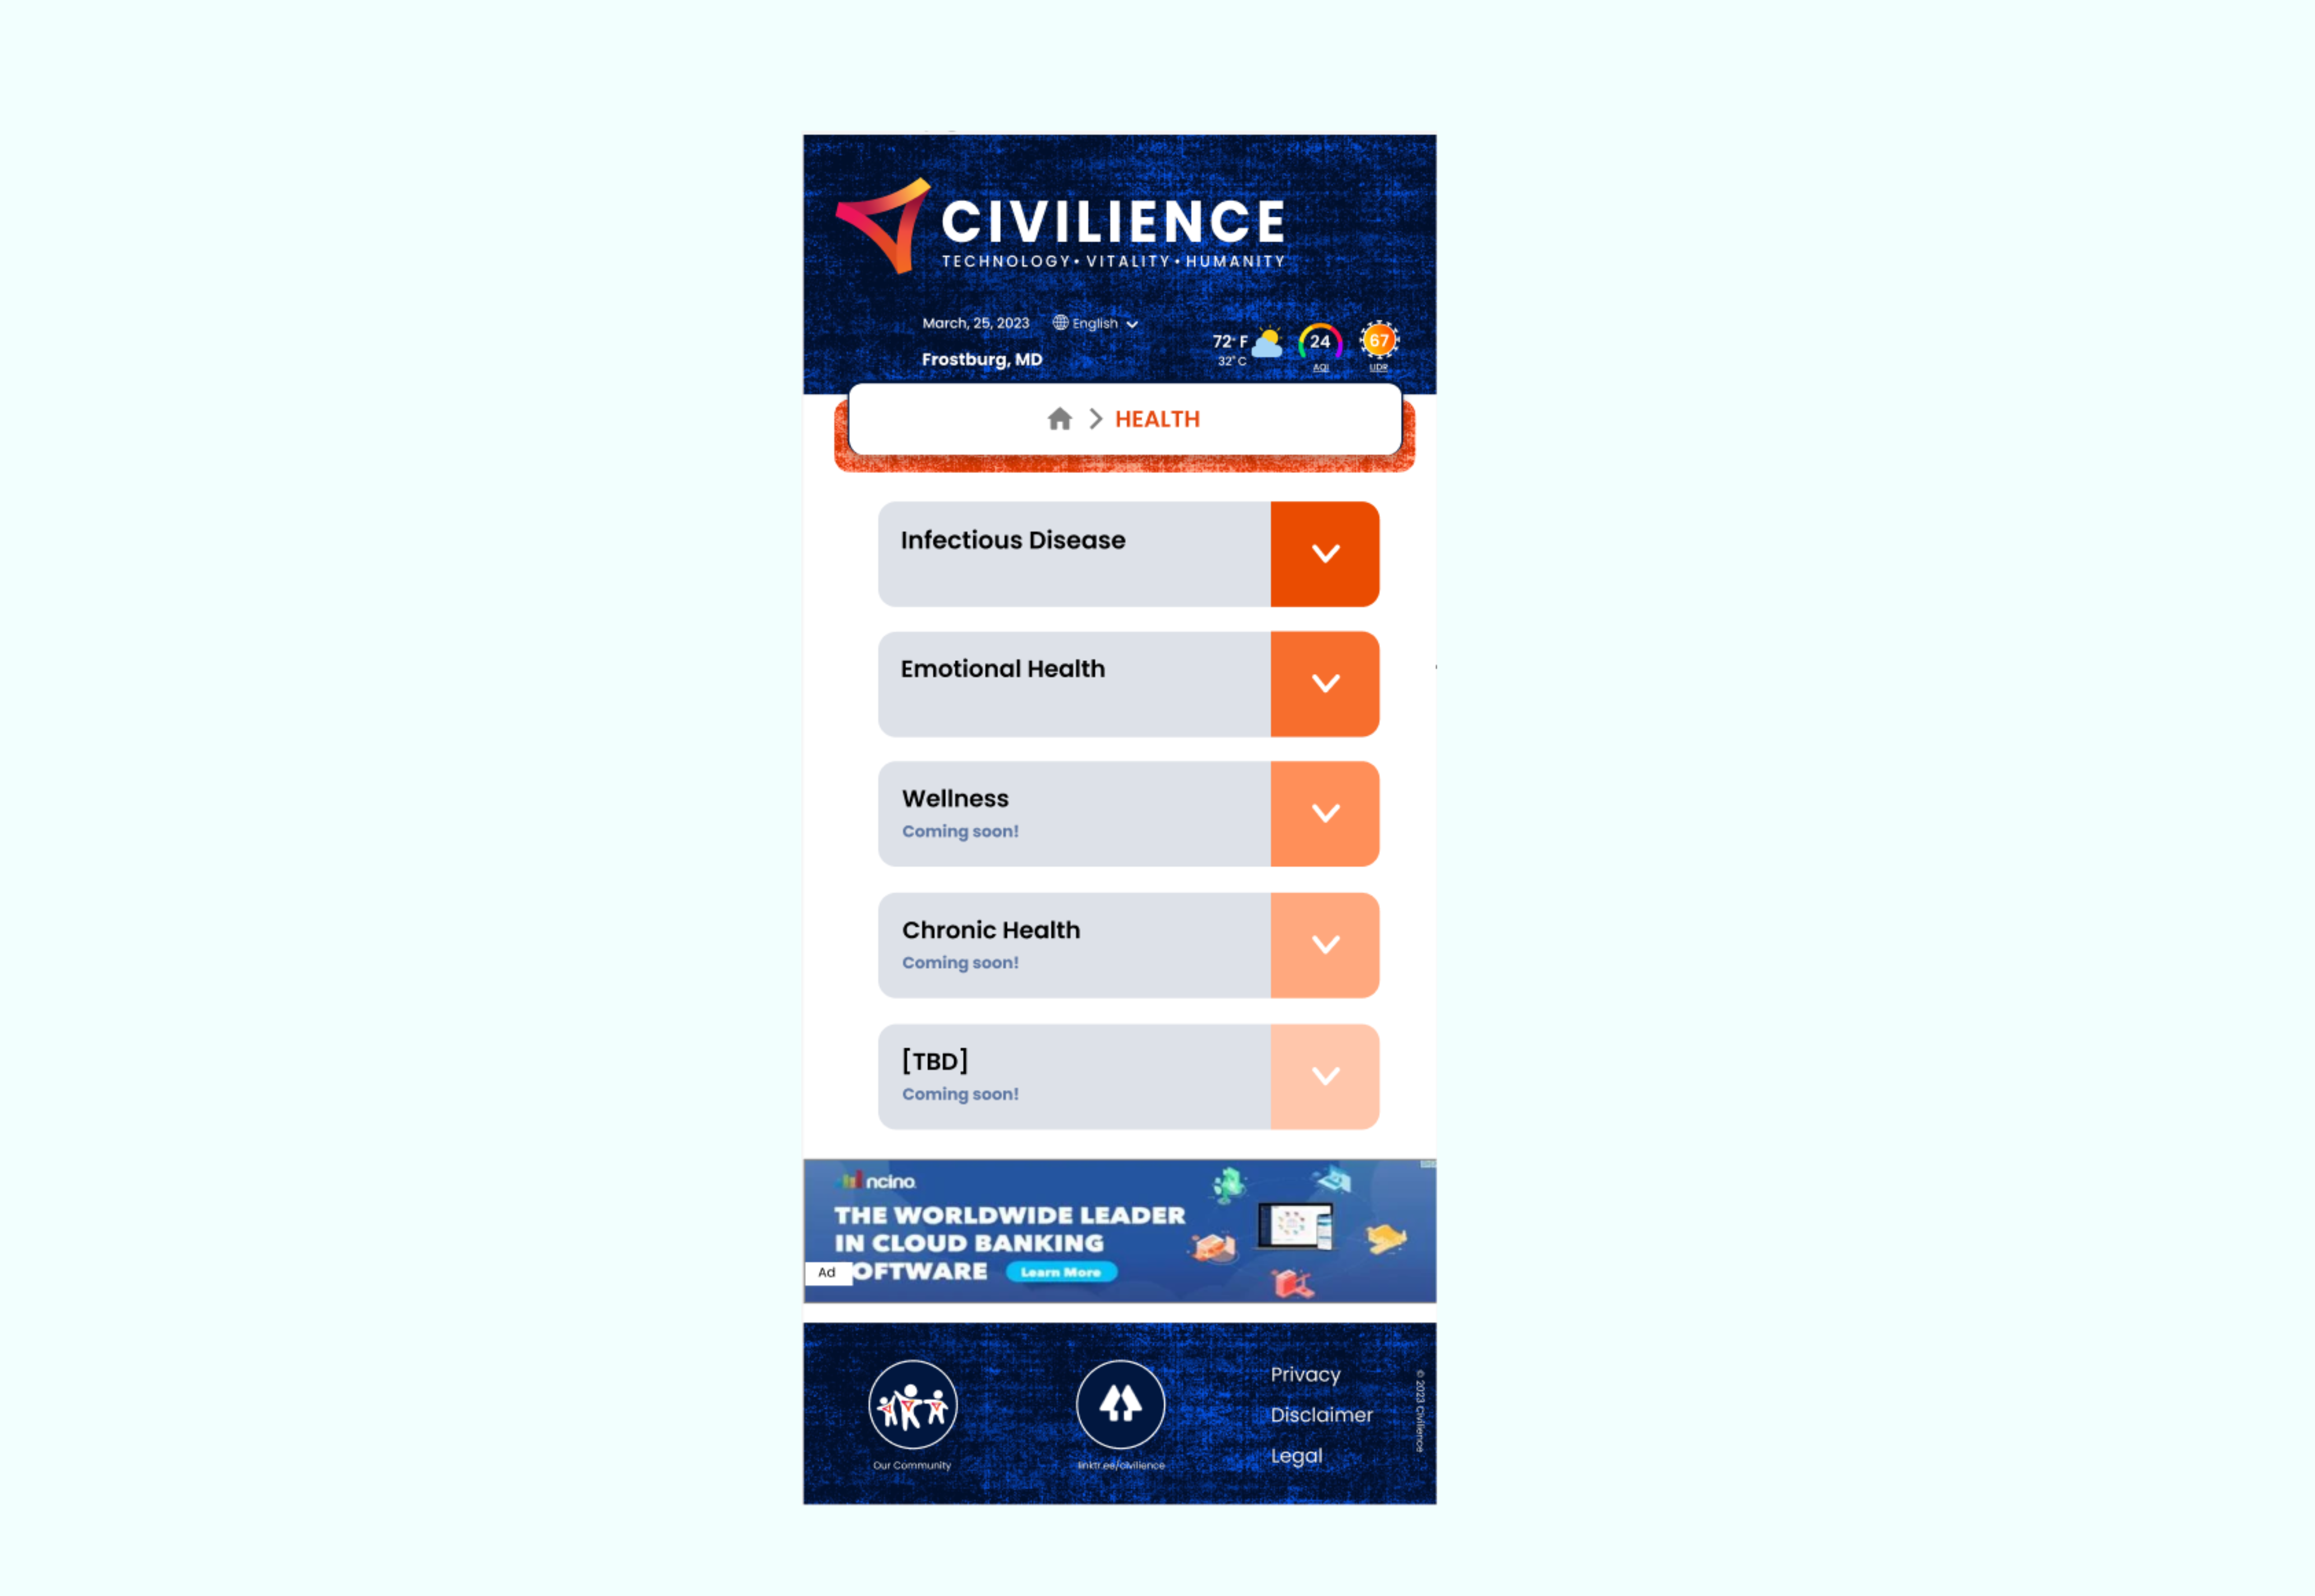 CIVILIENCE
TECHNOLOGY • VITALITY • HUMANITY
March, 25, 2023 English
Frostburg, MD
72° F
32° C
24
AQI
67
UDR
HEALTH
Infectious Disease
Emotional Health
Wellness
Coming soon!
Chronic Health
Coming soon!
[TBD]
Coming soon!
ncino.
THE WORLDWIDE LEADER
IN CLOUD BANKING
OFTWARE Learn More
Ad
Our Community
linktr.ee/civilience
Privacy
Disclaimer
Legal
© 2023 Civilience